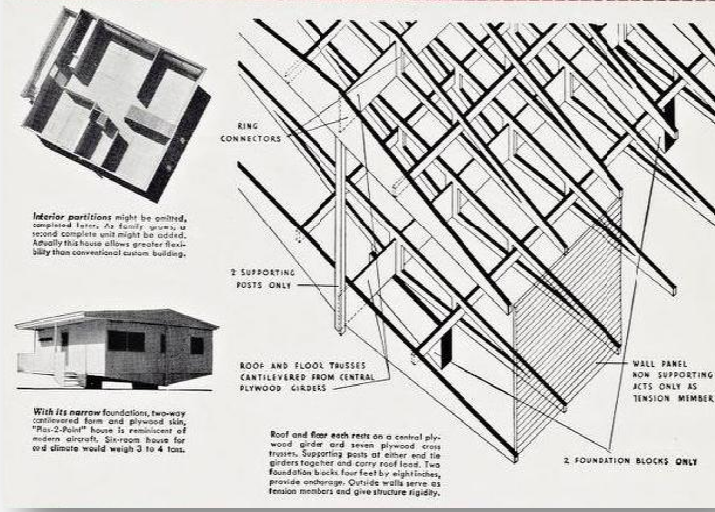 RING
CONNECTORS
Interior partitions might be omitted,
completed later. As family grows, a
second complete unit might be added.
Actually this house allows greater flexi-
bility than conventional custom building.
2 SUPPORTING
POSTS ONLY
ROOF AND FLOOR TRUSSES
CANTILEVERED FROM CENTRAL
PLYWOOD GIRDERS
WALL PANEL
NON SUPPORTING
ACTS ONLY AS
TENSION MEMBER
With its narrow foundations, two-way
cantilevered form and plywood skin,
"Plas-2-Point" house is reminiscent of
modern aircraft. Six-room house for
cold climate would weigh 3 to 4 tons.
Roof and floor each rests on a central ply-
wood girder and seven plywood cross
trusses. Supporting posts at either end tie
girders together and carry roof load. Two
foundation blocks four feet by eight inches,
provide anchorage. Outside walls serve as
tension members and give structure rigidity.
2 FOUNDATION BLOCKS ONLY